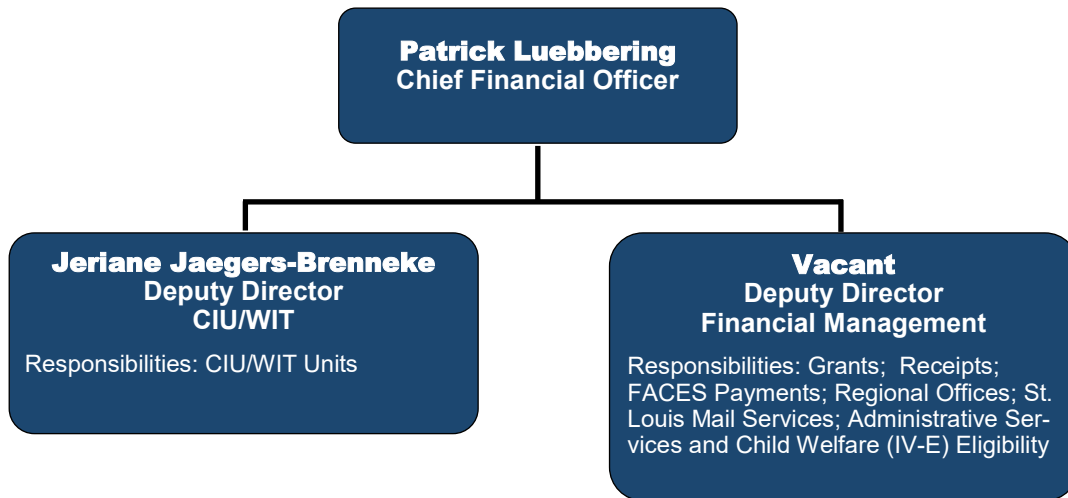 Patrick Luebbering
Chief Financial Officer
Jeriane Jaegers-Brenneke
Deputy Director
CIU/WIT
Responsibilities: CIU/WIT Units
Vacant
Deputy Director
Financial Management
Responsibilities: Grants;  Receipts;
FACES Payments; Regional Offices; St.
Louis Mail Services; Administrative Ser-
vices and Child Welfare (IV-E) Eligibility